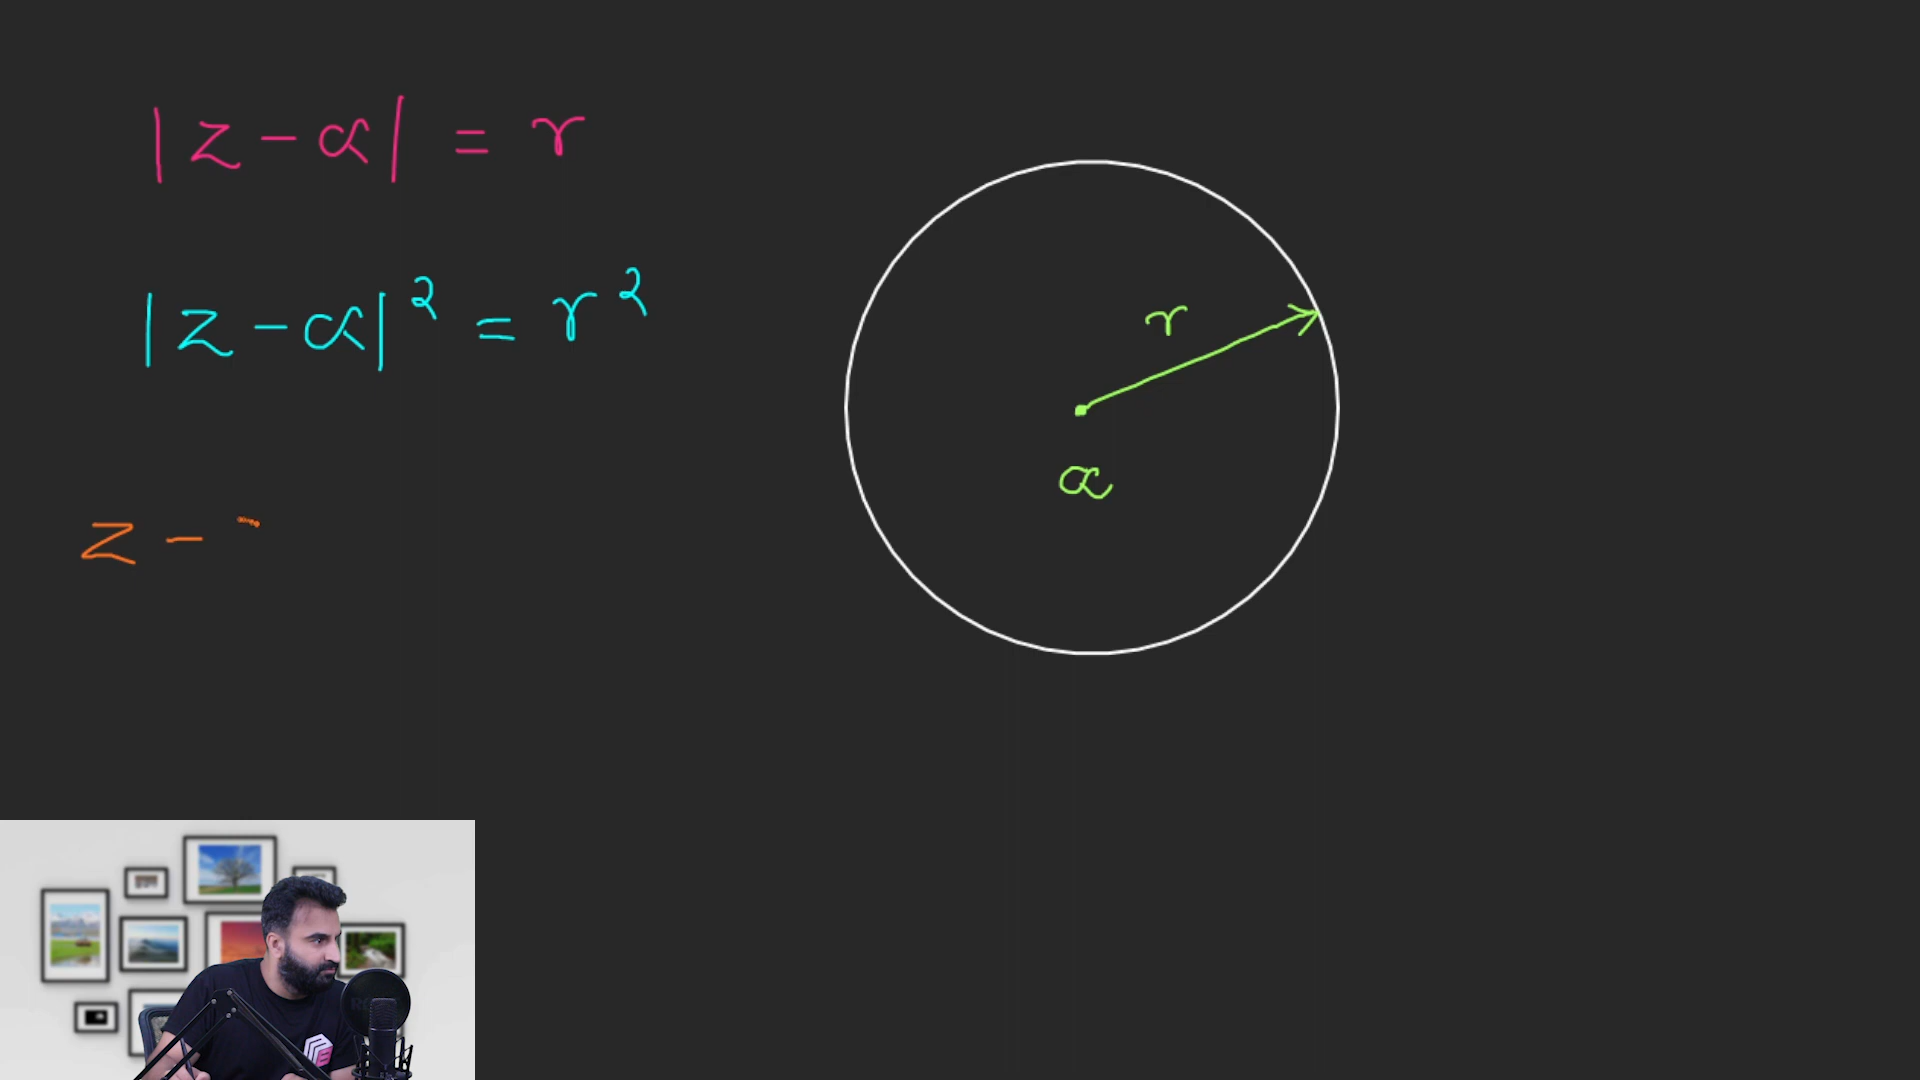 |z - α| = r
|z - α|² = r²
z -
r
α